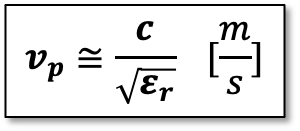 v_p ≅ c / √ε_r [m/s]